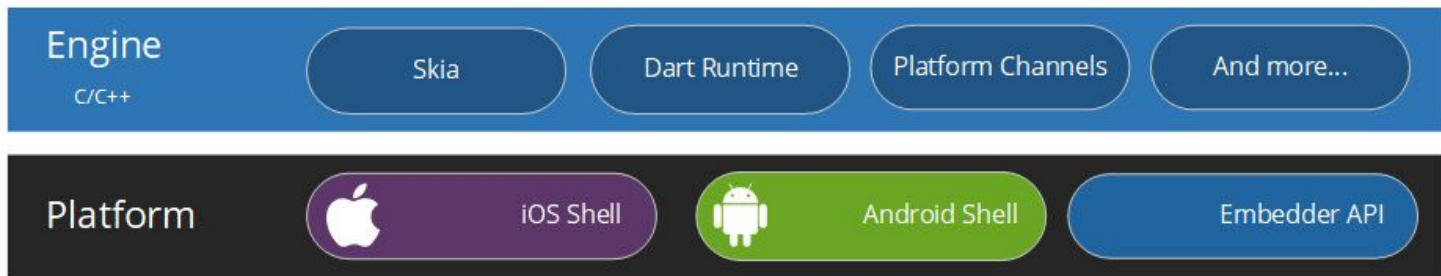 Engine
C/C++
Skia
Dart Runtime
Platform Channels
And more...
Platform
iOS Shell
Android Shell
Embedder API